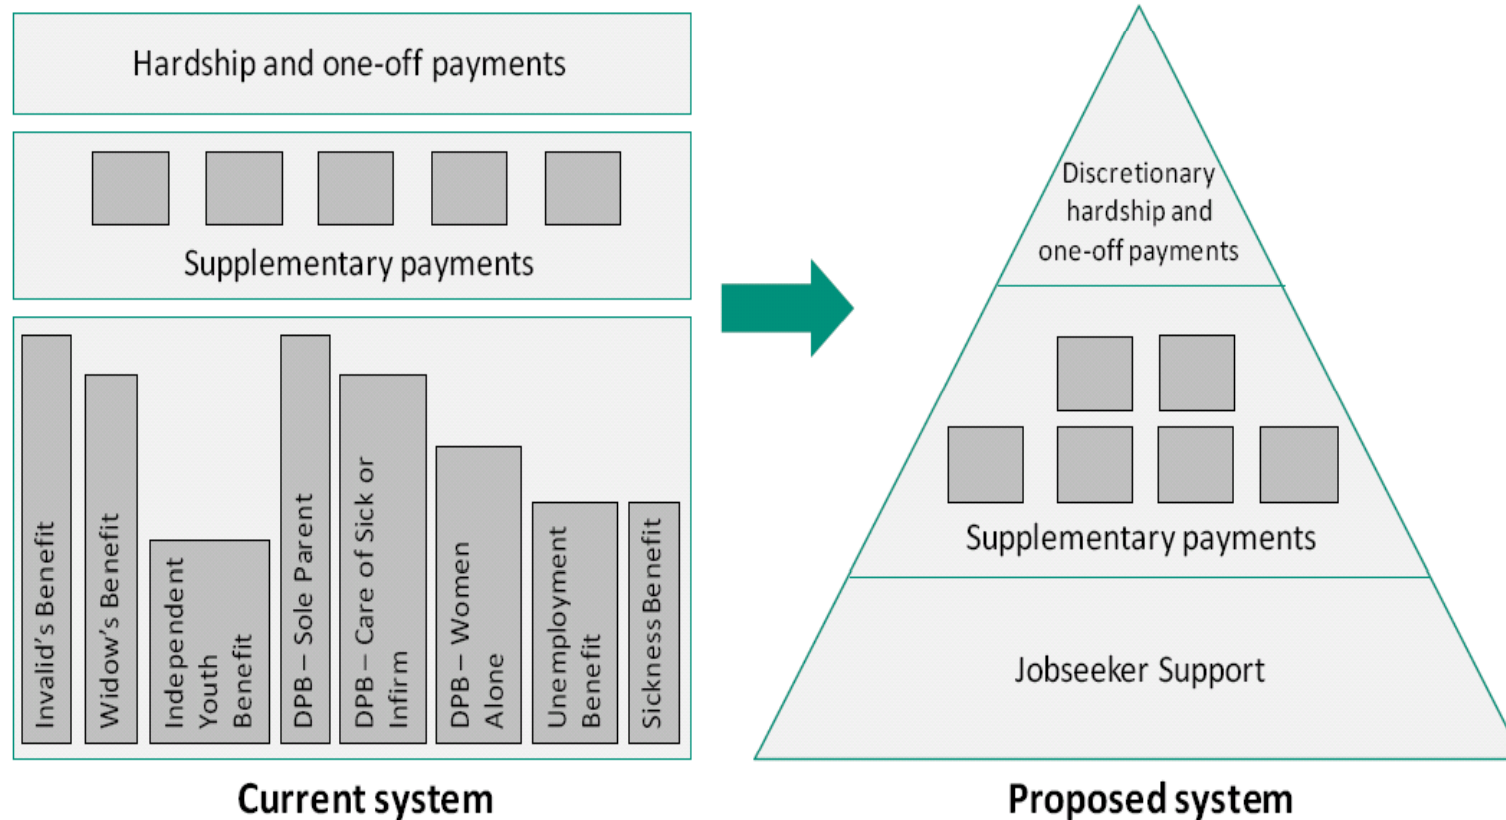 Hardship and one-off payments
Supplementary payments
Invalid's Benefit
Widow's Benefit
Independent
Youth
Benefit
DPB – Sole Parent
DPB – Care of Sick or
Infirm
DPB – Women
Alone
Unemployment
Benefit
Sickness Benefit
Current system
Discretionary
hardship and
one-off payments
Supplementary payments
Jobseeker Support
Proposed system